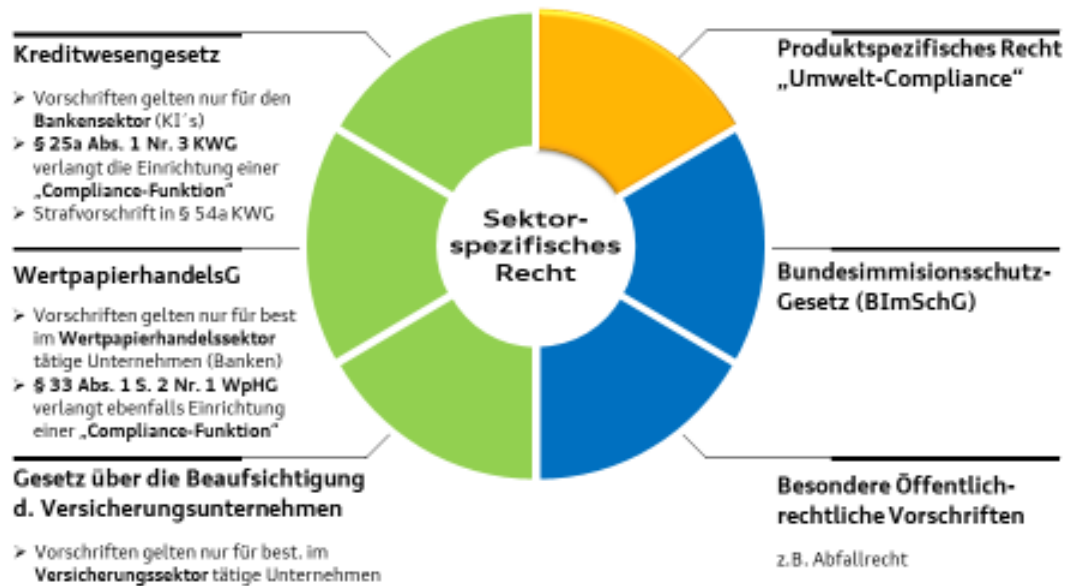 Kreditwesengesetz
➢ Vorschriften gelten nur für den
Bankensektor (KI´s)
➢ § 25a Abs. 1 Nr. 3 KWG
verlangt die Einrichtung einer
„Compliance-Funktion“
➢ Strafvorschrift in § 54a KWG
WertpapierhandelsG
➢ Vorschriften gelten nur für best
im Wertpapierhandelssektor
tätige Unternehmen (Banken)
➢ § 33 Abs. 1 S. 2 Nr. 1 WpHG
verlangt ebenfalls Einrichtung
einer „Compliance-Funktion“
Gesetz über die Beaufsichtigung
d. Versicherungsunternehmen
➢ Vorschriften gelten nur für best. im
Versicherungssektor tätige Unternehmen
Sektor-
spezifisches
Recht
Produktspezifisches Recht
„Umwelt-Compliance“
Bundesimmisionsschutz-
Gesetz (BImSchG)
Besondere Öffentlich-
rechtliche Vorschriften
z.B. Abfallrecht